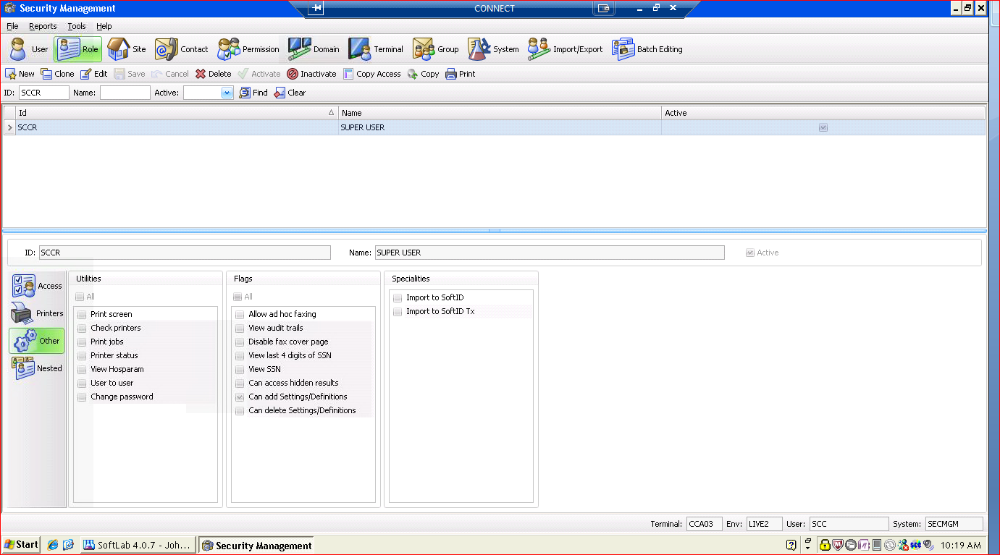 Security Management
CONNECT
File Reports Tools Help
User Role Site Contact Permission Domain Terminal Group System Import/Export Batch Editing
New Clone Edit Save Cancel Delete Activate Inactivate Copy Access Copy Print
ID: SCCR Name: Active: Find Clear
Id Name Active
SCCR SUPER USER
ID: SCCR Name: SUPER USER Active
Access
Printers
Other
Nested
Utilities
All
Print screen
Check printers
Print jobs
Printer status
View Hosparam
User to user
Change password
Flags
All
Allow ad hoc faxing
View audit trails
Disable fax cover page
View last 4 digits of SSN
View SSN
Can access hidden results
Can add Settings/Definitions
Can delete Settings/Definitions
Specialities
Import to SoftID
Import to SoftID Tx
Terminal: CCA03 Env: LIVE2 User: SCC System: SECMGM
Start SoftLab 4.0.7 - Joh... Security Management scc 10:19 AM